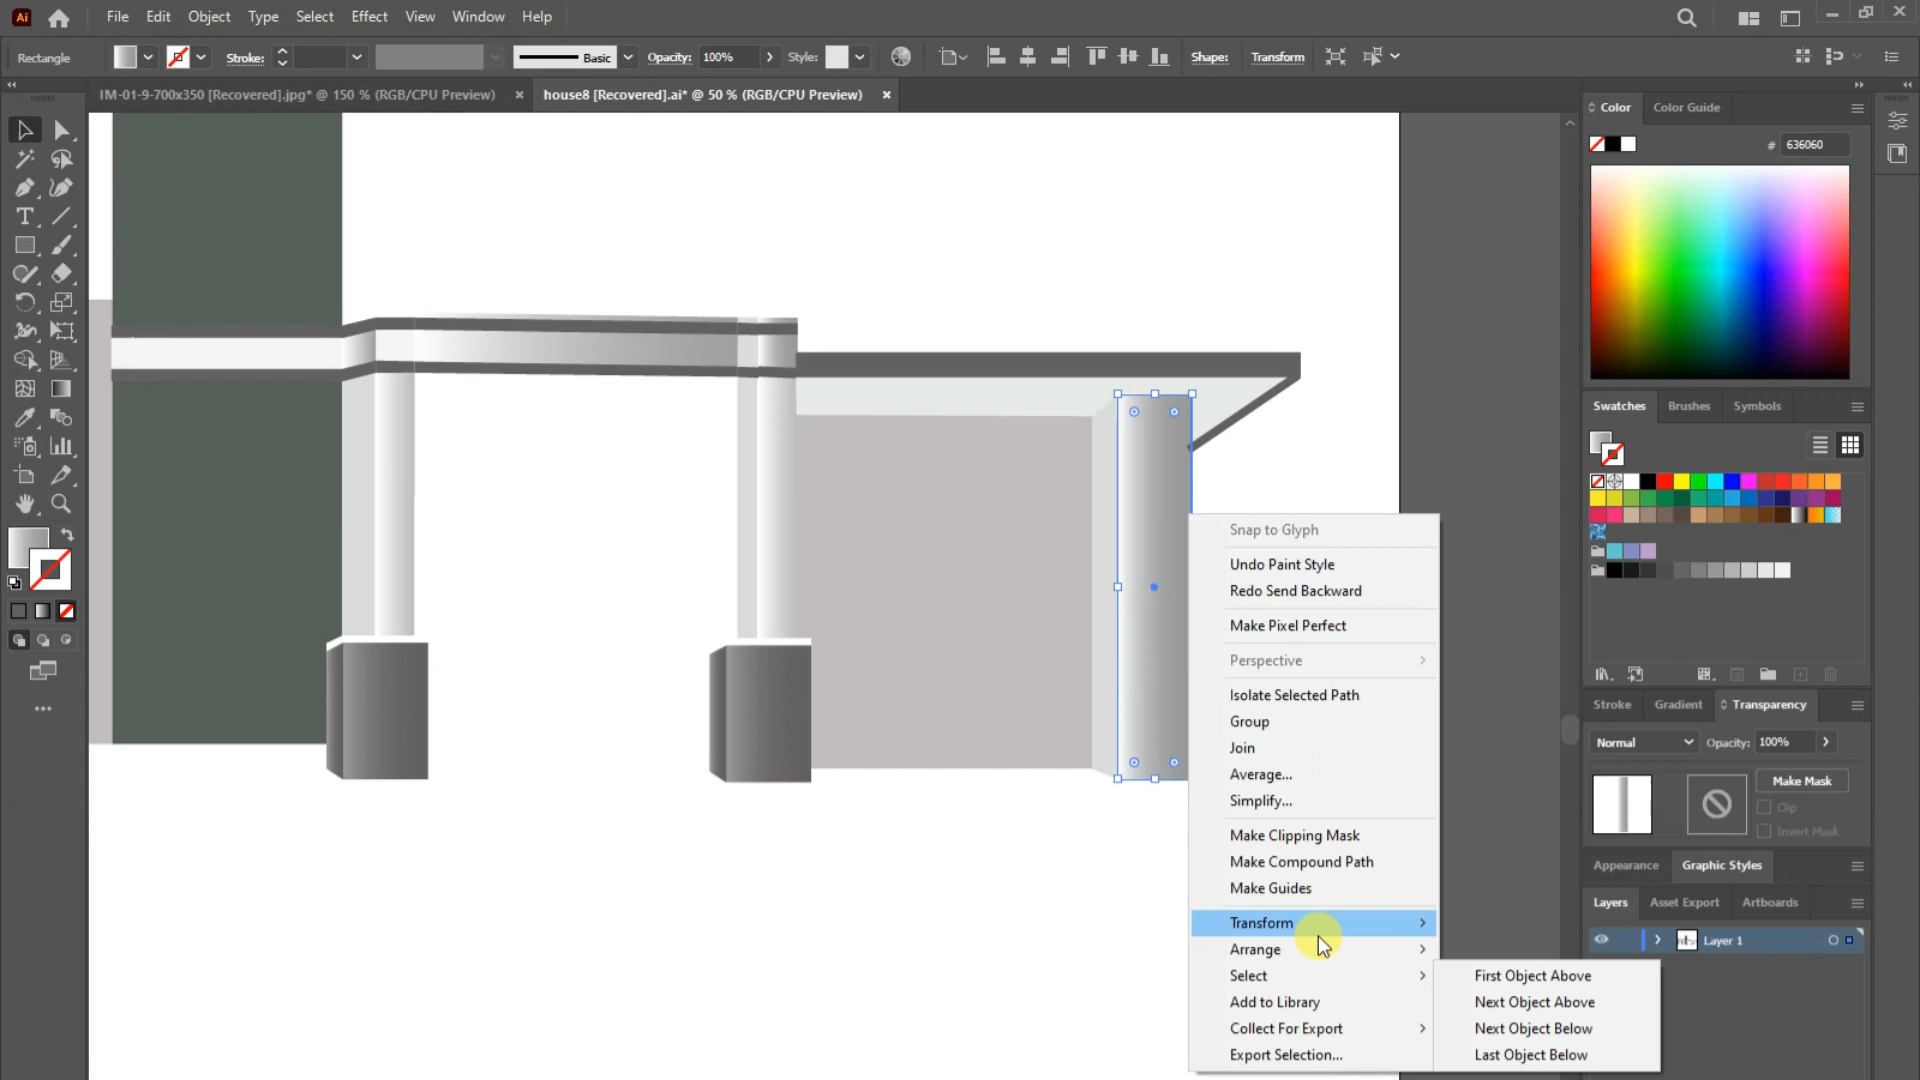 Ai
File Edit Object Type Select Effect View Window Help
Rectangle Stroke: Basic Opacity: 100% Style: Shape: Transform
IM-01-9-700x350 [Recovered].jpg* @ 150 % (RGB/CPU Preview) × house8 [Recovered].ai* @ 50 % (RGB/CPU Preview) ×
Color Color Guide
# 636060
Swatches Brushes Symbols
Snap to Glyph
Undo Paint Style
Redo Send Backward
Make Pixel Perfect
Perspective
Isolate Selected Path
Group
Join
Average...
Simplify...
Make Clipping Mask
Make Compound Path
Make Guides
Transform
Arrange
Select
Add to Library
Collect For Export
Export Selection...
First Object Above
Next Object Above
Next Object Below
Last Object Below
Stroke Gradient Transparency
Normal Opacity: 100%
Make Mask
Clip
Invert Mask
Appearance Graphic Styles
Layers Asset Export Artboards
Layer 1